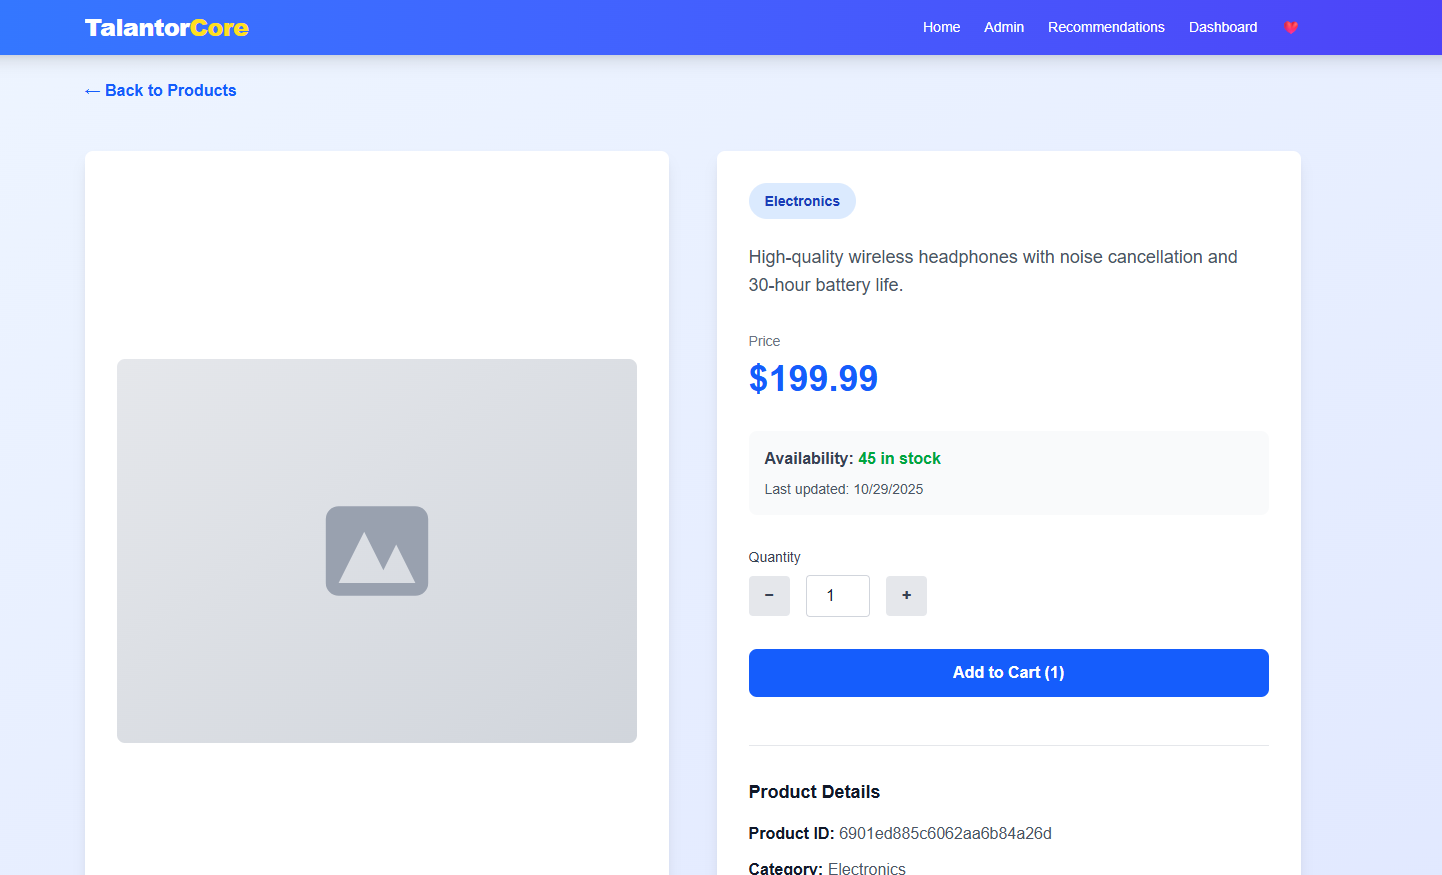 TalantorCore
Home Admin Recommendations Dashboard
← Back to Products
Electronics
High-quality wireless headphones with noise cancellation and
30-hour battery life.
Price
$199.99
Availability: 45 in stock
Last updated: 10/29/2025
Quantity
− 1 +
Add to Cart (1)
Product Details
Product ID: 6901ed885c6062aa6b84a26d
Category: Electronics